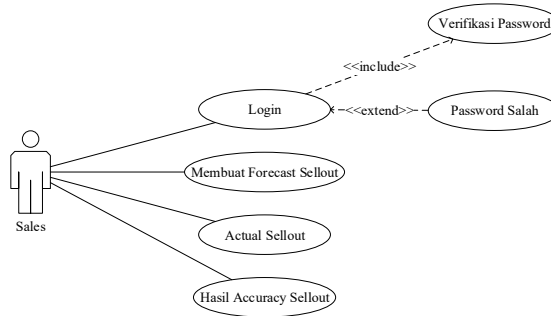 Verifikasi Password
<<include>>
Login
<<extend>>
Password Salah
Membuat Forecast Sellout
Sales
Actual Sellout
Hasil Accuracy Sellout